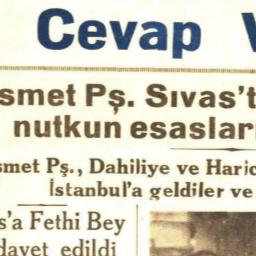 Cevap V
smet Pş. Sıvas't
nutkun esasları
smet Pş., Dahiliye ve Haric
İstanbul'a geldiler ve
s'a Fethi Bey
davet edildi